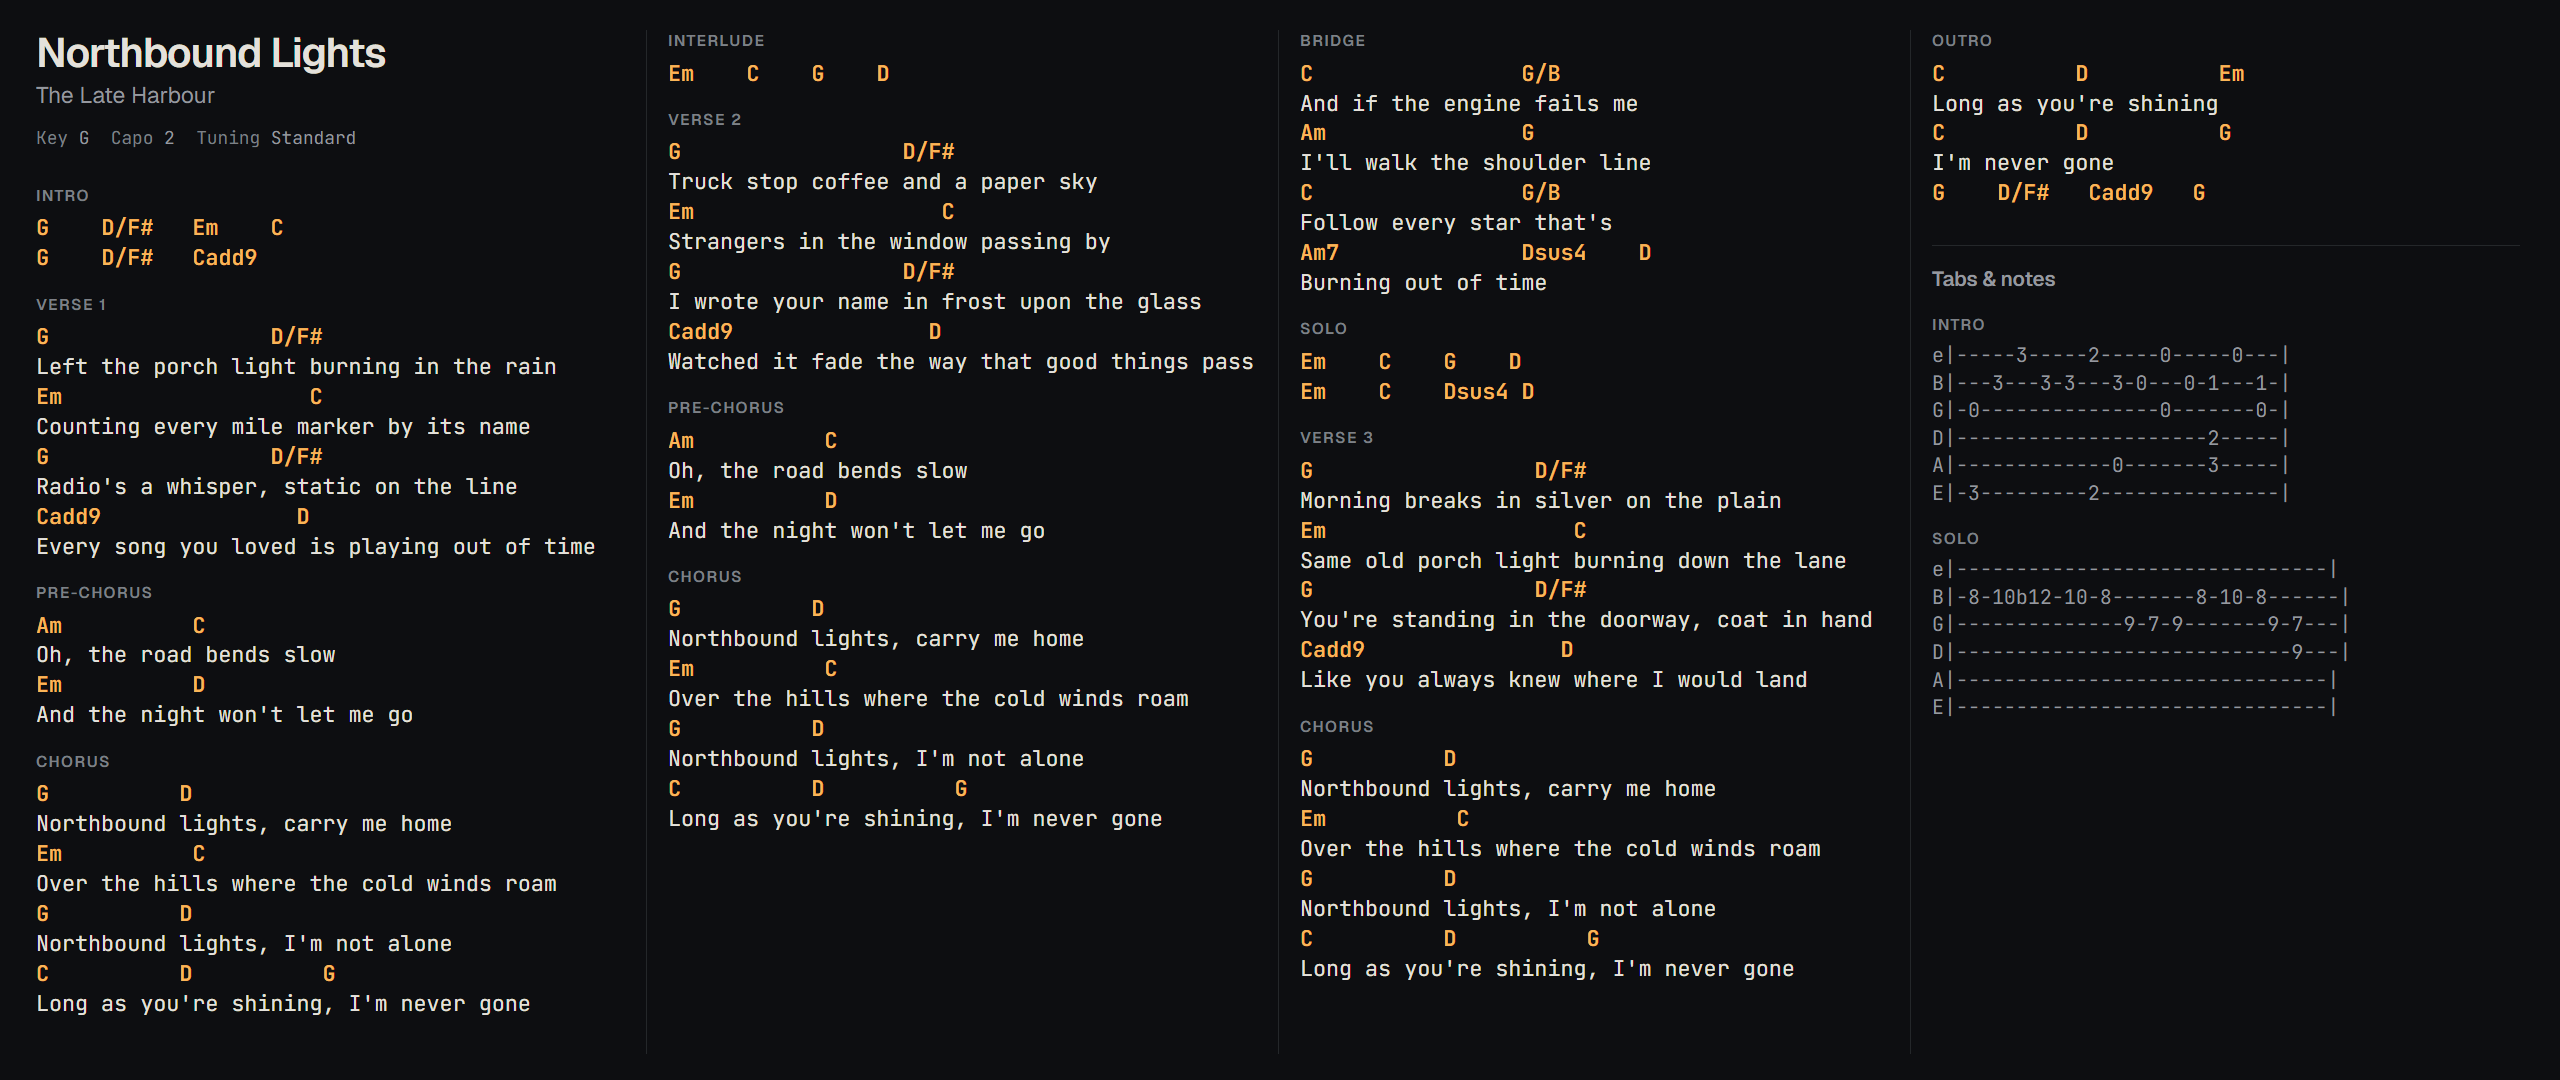 Northbound Lights
The Late Harbour
Key G  Capo 2  Tuning Standard
INTRO
G    D/F#   Em    C
G    D/F#   Cadd9
VERSE 1
G                 D/F#
Left the porch light burning in the rain
Em                   C
Counting every mile marker by its name
G                 D/F#
Radio's a whisper, static on the line
Cadd9               D
Every song you loved is playing out of time
PRE-CHORUS
Am          C
Oh, the road bends slow
Em          D
And the night won't let me go
CHORUS
G          D
Northbound lights, carry me home
Em          C
Over the hills where the cold winds roam
G          D
Northbound lights, I'm not alone
C          D          G
Long as you're shining, I'm never gone
INTERLUDE
Em    C    G    D
VERSE 2
G                 D/F#
Truck stop coffee and a paper sky
Em                   C
Strangers in the window passing by
G                 D/F#
I wrote your name in frost upon the glass
Cadd9               D
Watched it fade the way that good things pass
PRE-CHORUS
Am          C
Oh, the road bends slow
Em          D
And the night won't let me go
CHORUS
G          D
Northbound lights, carry me home
Em          C
Over the hills where the cold winds roam
G          D
Northbound lights, I'm not alone
C          D          G
Long as you're shining, I'm never gone
BRIDGE
C                G/B
And if the engine fails me
Am               G
I'll walk the shoulder line
C                G/B
Follow every star that's
Am7              Dsus4    D
Burning out of time
SOLO
Em    C    G    D
Em    C    Dsus4 D
VERSE 3
G                 D/F#
Morning breaks in silver on the plain
Em                   C
Same old porch light burning down the lane
G                 D/F#
You're standing in the doorway, coat in hand
Cadd9               D
Like you always knew where I would land
CHORUS
G          D
Northbound lights, carry me home
Em          C
Over the hills where the cold winds roam
G          D
Northbound lights, I'm not alone
C          D          G
Long as you're shining, I'm never gone
OUTRO
C          D          Em
Long as you're shining
C          D          G
I'm never gone
G    D/F#   Cadd9   G
Tabs & notes
INTRO
e|-----3-----2-----0-----0---|
B|---3---3-3---3-0---0-1---1-|
G|-0---------------0-------0-|
D|---------------------2-----|
A|-------------0-------3-----|
E|-3---------2---------------|
SOLO
e|-------------------------------|
B|-8-10b12-10-8-------8-10-8------|
G|--------------9-7-9-------9-7---|
D|----------------------------9---|
A|-------------------------------|
E|-------------------------------|